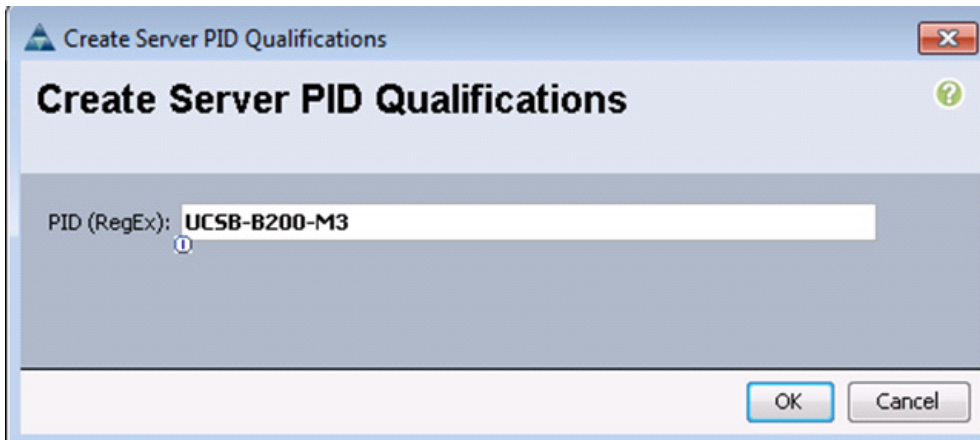 Create Server PID Qualifications
Create Server PID Qualifications
PID (RegEx): UCSB-B200-M3
OK Cancel